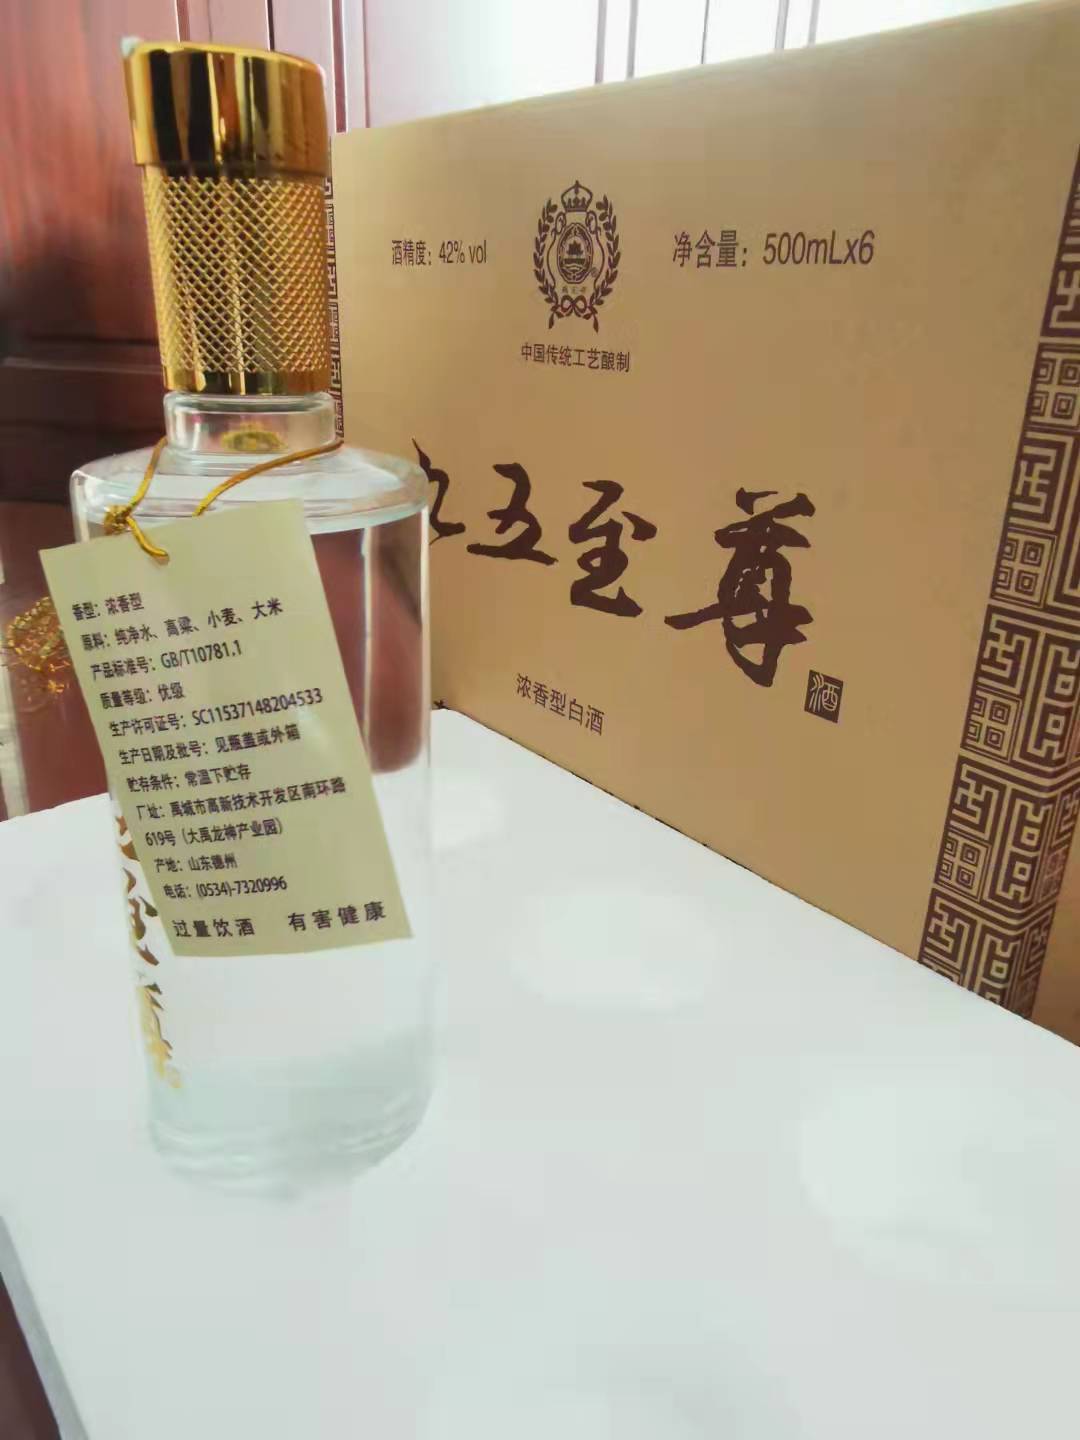 酒精度：42% vol
净含量：500mLx6
中国传统工艺酿制
五至尊
酒
浓香型白酒
香型：浓香型
原料：纯净水、高粱、小麦、大米
产品标准号：GB/T10781.1
质量等级：优级
生产许可证号：SC11537148204533
生产日期及批号：见瓶盖或外箱
贮存条件：常温下贮存
厂址：禹城市高新技术开发区南环路
619号（大禹龙神产业园）
产地：山东德州
电话：(0534)-7320996
过量饮酒 有害健康
至
尊